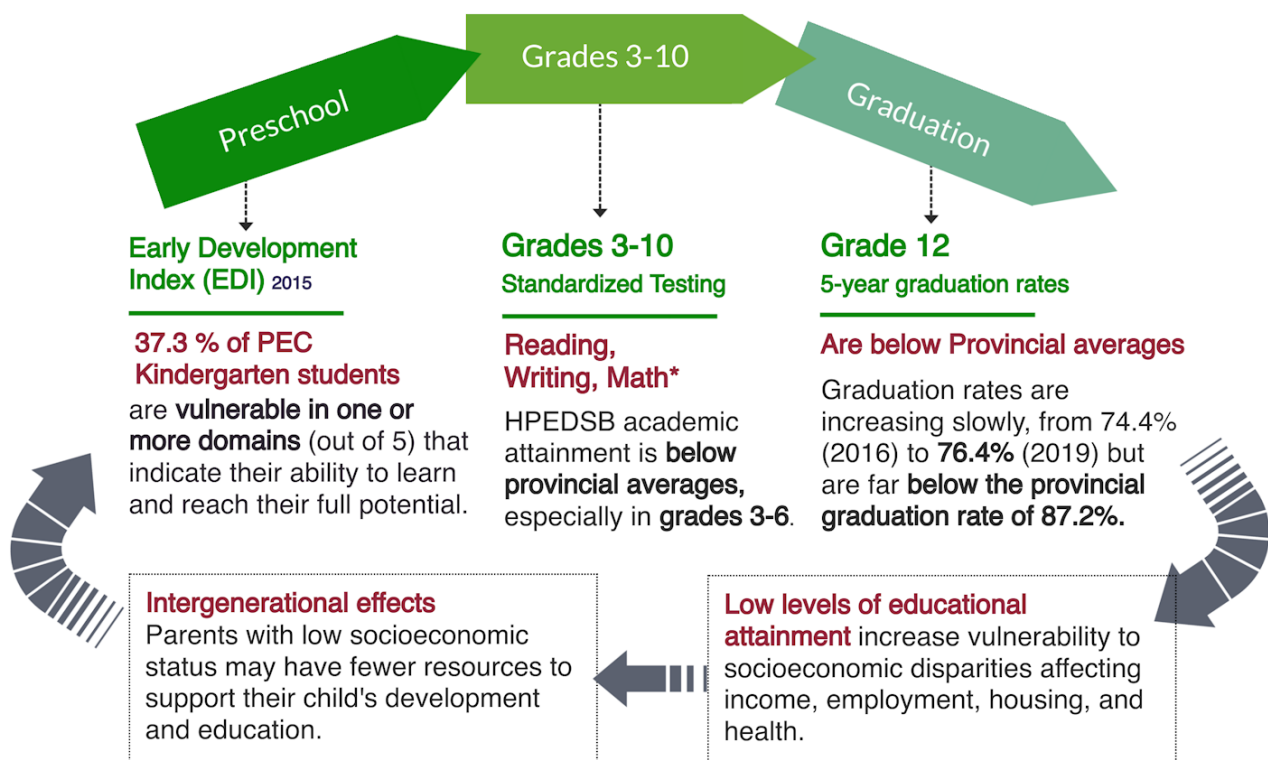 Preschool
Grades 3-10
Graduation
Early Development
Index (EDI) 2015
37.3 % of PEC
Kindergarten students
are vulnerable in one or
more domains (out of 5) that
indicate their ability to learn
and reach their full potential.
Grades 3-10
Standardized Testing
Reading,
Writing, Math*
HPEDSB academic
attainment is below
provincial averages,
especially in grades 3-6.
Grade 12
5-year graduation rates
Are below Provincial averages
Graduation rates are
increasing slowly, from 74.4%
(2016) to 76.4% (2019) but
are far below the provincial
graduation rate of 87.2%.
Low levels of educational
attainment increase vulnerability to
socioeconomic disparities affecting
income, employment, housing, and
health.
Intergenerational effects
Parents with low socioeconomic
status may have fewer resources to
support their child's development
and education.